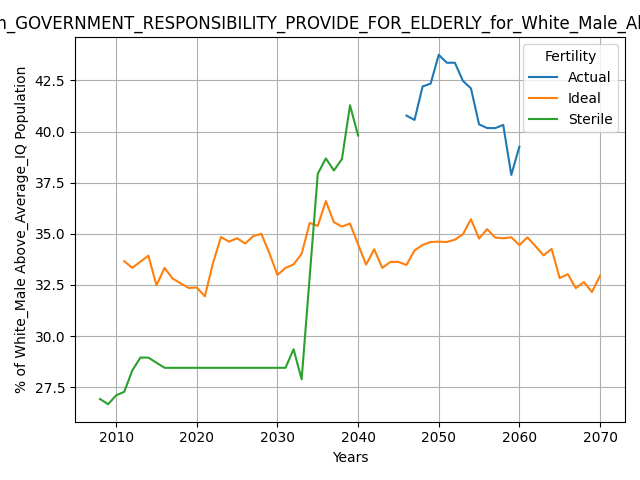 GOVERNMENT_RESPONSIBILITY_PROVIDE_FOR_ELDERLY_for_White_Male
Fertility
Actual
Ideal
Sterile
% of White_Male Above_Average_IQ Population
42.5
40.0
37.5
35.0
32.5
30.0
27.5
2010 2020 2030 2040 2050 2060 2070
Years